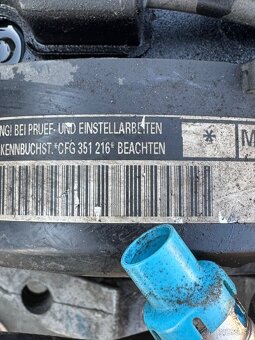 NG! BEI PRUEF- UND EINSTELLARBEITEN
KENNBUCHST.*CFG 351 216* BEACHTEN
* M